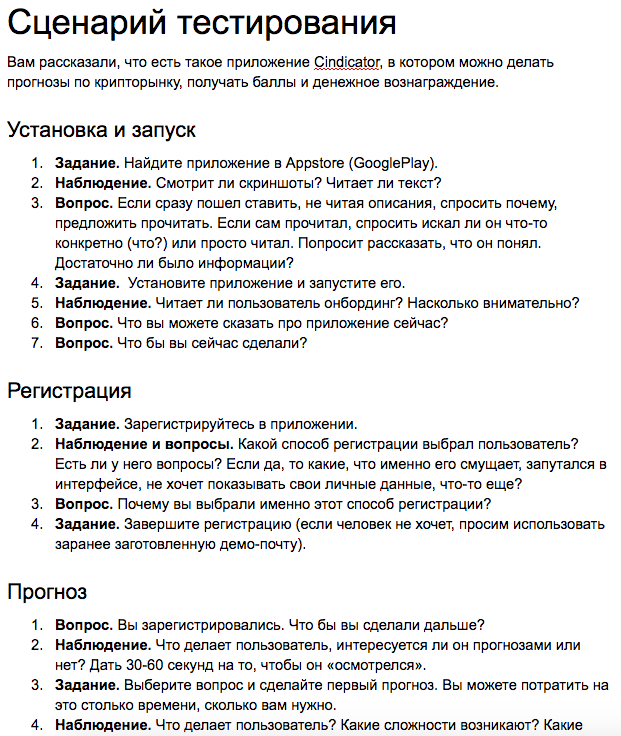 Сценарий тестирования
Вам рассказали, что есть такое приложение Cindicator, в котором можно делать
прогнозы по крипторынку, получать баллы и денежное вознаграждение.
Установка и запуск
1. Задание. Найдите приложение в Appstore (GooglePlay).
2. Наблюдение. Смотрит ли скриншоты? Читает ли текст?
3. Вопрос. Если сразу пошел ставить, не читая описания, спросить почему,
предложить прочитать. Если сам прочитал, спросить искал ли он что-то
конкретно (что?) или просто читал. Попросит рассказать, что он понял.
Достаточно ли было информации?
4. Задание. Установите приложение и запустите его.
5. Наблюдение. Читает ли пользователь онбординг? Насколько внимательно?
6. Вопрос. Что вы можете сказать про приложение сейчас?
7. Вопрос. Что бы вы сейчас сделали?
Регистрация
1. Задание. Зарегистрируйтесь в приложении.
2. Наблюдение и вопросы. Какой способ регистрации выбрал пользователь?
Есть ли у него вопросы? Если да, то какие, что именно его смущает, запутался в
интерфейсе, не хочет показывать свои личные данные, что-то еще?
3. Вопрос. Почему вы выбрали именно этот способ регистрации?
4. Задание. Завершите регистрацию (если человек не хочет, просим использовать
заранее заготовленную демо-почту).
Прогноз
1. Вопрос. Вы зарегистрировались. Что бы вы сделали дальше?
2. Наблюдение. Что делает пользователь, интересуется ли он прогнозами или
нет? Дать 30-60 секунд на то, чтобы он «осмотрелся».
3. Задание. Выберите вопрос и сделайте первый прогноз. Вы можете потратить на
это столько времени, сколько вам нужно.
4. Наблюдение. Что делает пользователь? Какие сложности возникают? Какие